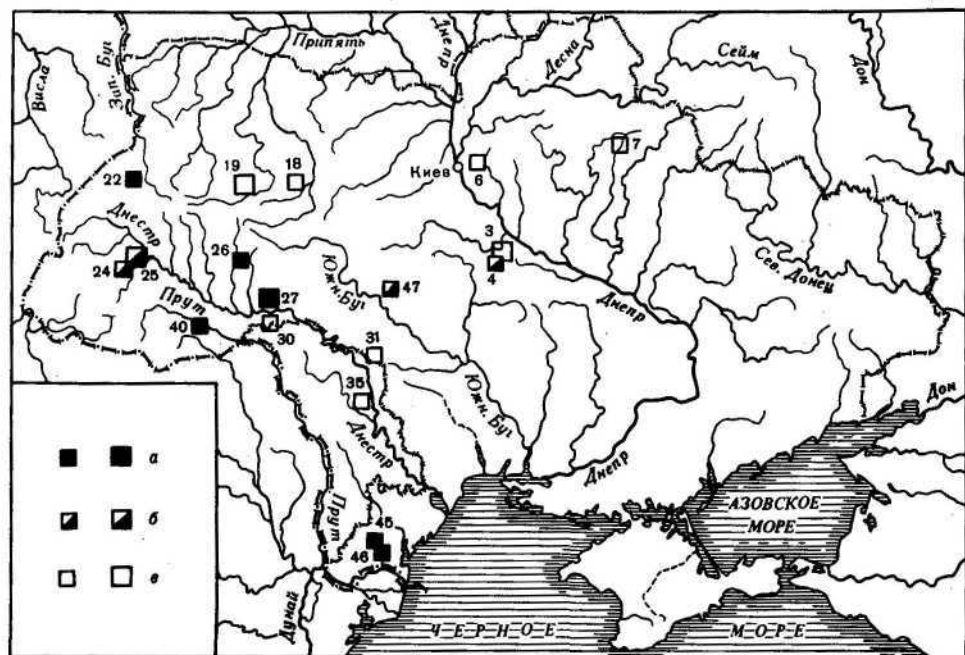 Висла
Зап. Буг
Припять
Днепр
Десна
Сейм
Дон
22
19
18
Киев
6
7
Днестр
24
25
26
Южн. Буг
3
4
47
Днепр
Сев. Донец
Прут
27
40
30
31
35
Днестр
Южн. Буг
Днепр
Дон
Прут
45
46
Дунай
АЗОВСКОЕ
МОРЕ
ЧЕРНОЕ
МОРЕ
а
б
в